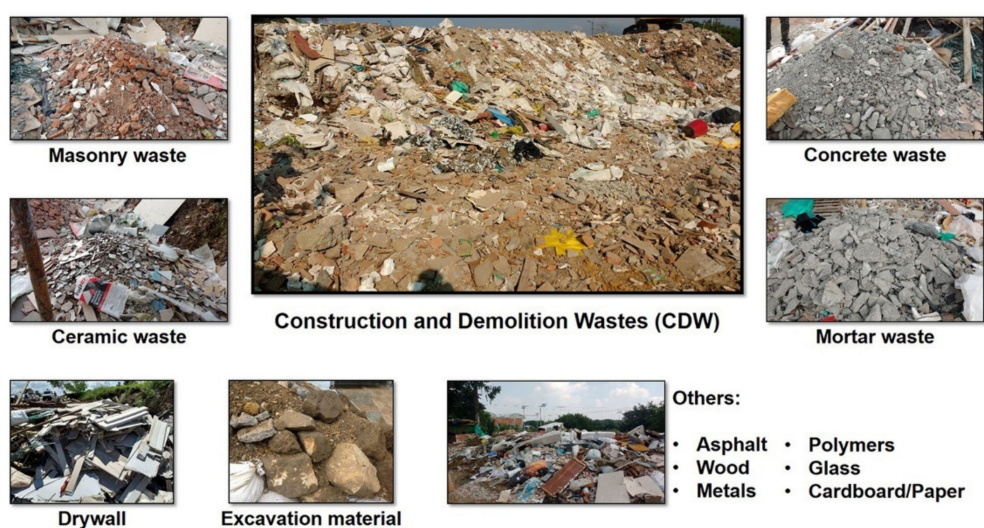 Masonry waste
Concrete waste
Ceramic waste
Construction and Demolition Wastes (CDW)
Mortar waste
Drywall
Excavation material
Others:
• Asphalt
• Wood
• Metals
• Polymers
• Glass
• Cardboard/Paper